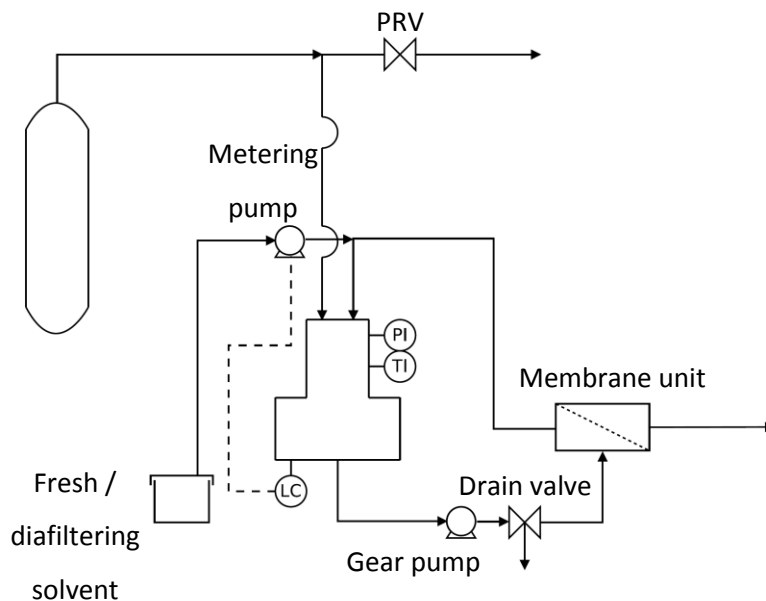 PRV
Metering
pump
PI
TI
Membrane unit
Fresh /
diafiltering
solvent
LC
Drain valve
Gear pump